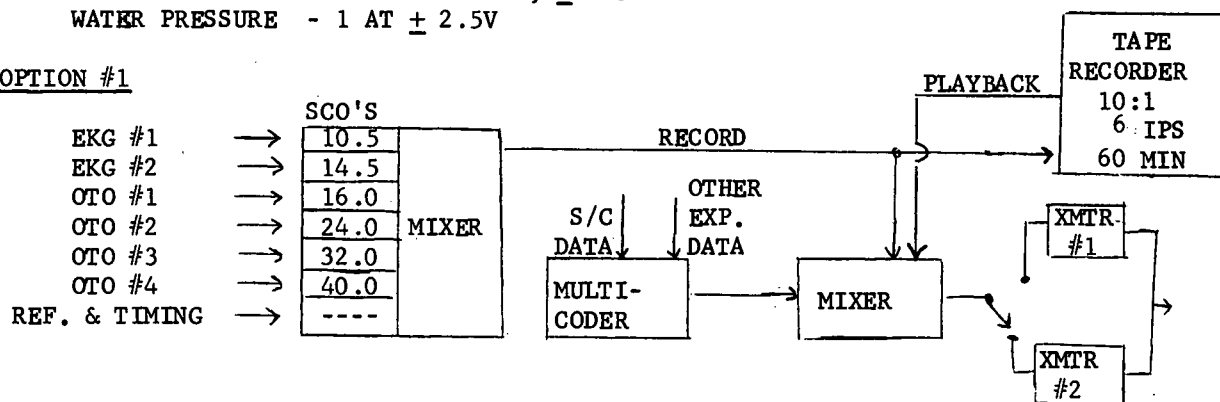 WATER PRESSURE - 1 AT ± 2.5V
OPTION #1
SCO'S
EKG #1 → 10.5
EKG #2 → 14.5
OTO #1 → 16.0
OTO #2 → 24.0
OTO #3 → 32.0
OTO #4 → 40.0
REF. & TIMING → ----
MIXER
RECORD
PLAYBACK
TAPE
RECORDER
10:1
6 IPS
60 MIN
S/C
DATA
OTHER
EXP.
DATA
MULTI-
CODER
MIXER
XMTR
#1
XMTR
#2